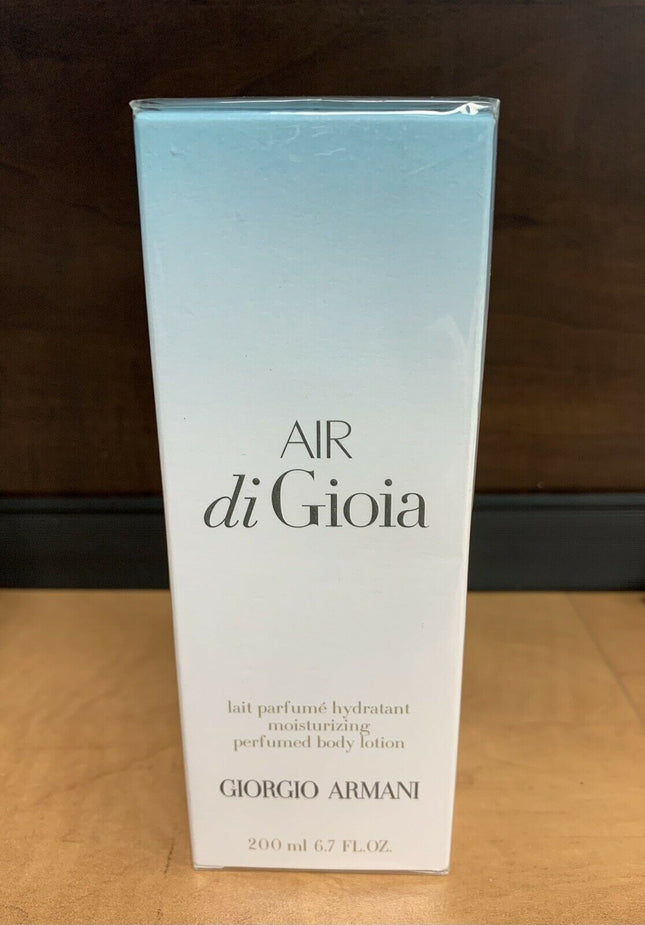 AIR
di Gioia
lait parfumé hydratant
moisturizing
perfumed body lotion
GIORGIO ARMANI
200 ml 6.7 FL.OZ.